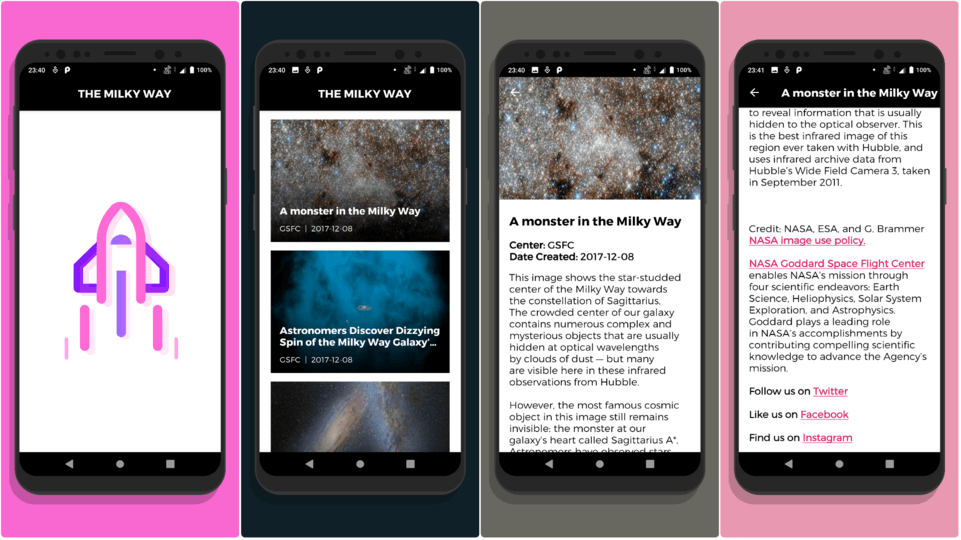 23:40
100%
THE MILKY WAY
23:40
100%
THE MILKY WAY
A monster in the Milky Way
GSFC | 2017-12-08
Astronomers Discover Dizzying
Spin of the Milky Way Galaxy'...
GSFC | 2017-12-08
23:40
100%
A monster in the Milky Way
Center: GSFC
Date Created: 2017-12-08
This image shows the star-studded
center of the Milky Way towards
the constellation of Sagittarius.
The crowded center of our galaxy
contains numerous complex and
mysterious objects that are usually
hidden at optical wavelengths
by clouds of dust — but many
are visible here in these infrared
observations from Hubble.
However, the most famous cosmic
object in this image still remains
invisible: the monster at our
galaxy's heart called Sagittarius A*.
Astronomers have observed stars
23:41
100%
A monster in the Milky Way
to reveal information that is usually
hidden to the optical observer. This
is the best infrared image of this
region ever taken with Hubble, and
uses infrared archive data from
Hubble's Wide Field Camera 3, taken
in September 2011.
Credit: NASA, ESA, and G. Brammer
NASA image use policy.
NASA Goddard Space Flight Center
enables NASA's mission through
four scientific endeavors: Earth
Science, Heliophysics, Solar System
Exploration, and Astrophysics.
Goddard plays a leading role
in NASA's accomplishments by
contributing compelling scientific
knowledge to advance the Agency's
mission.
Follow us on Twitter
Like us on Facebook
Find us on Instagram